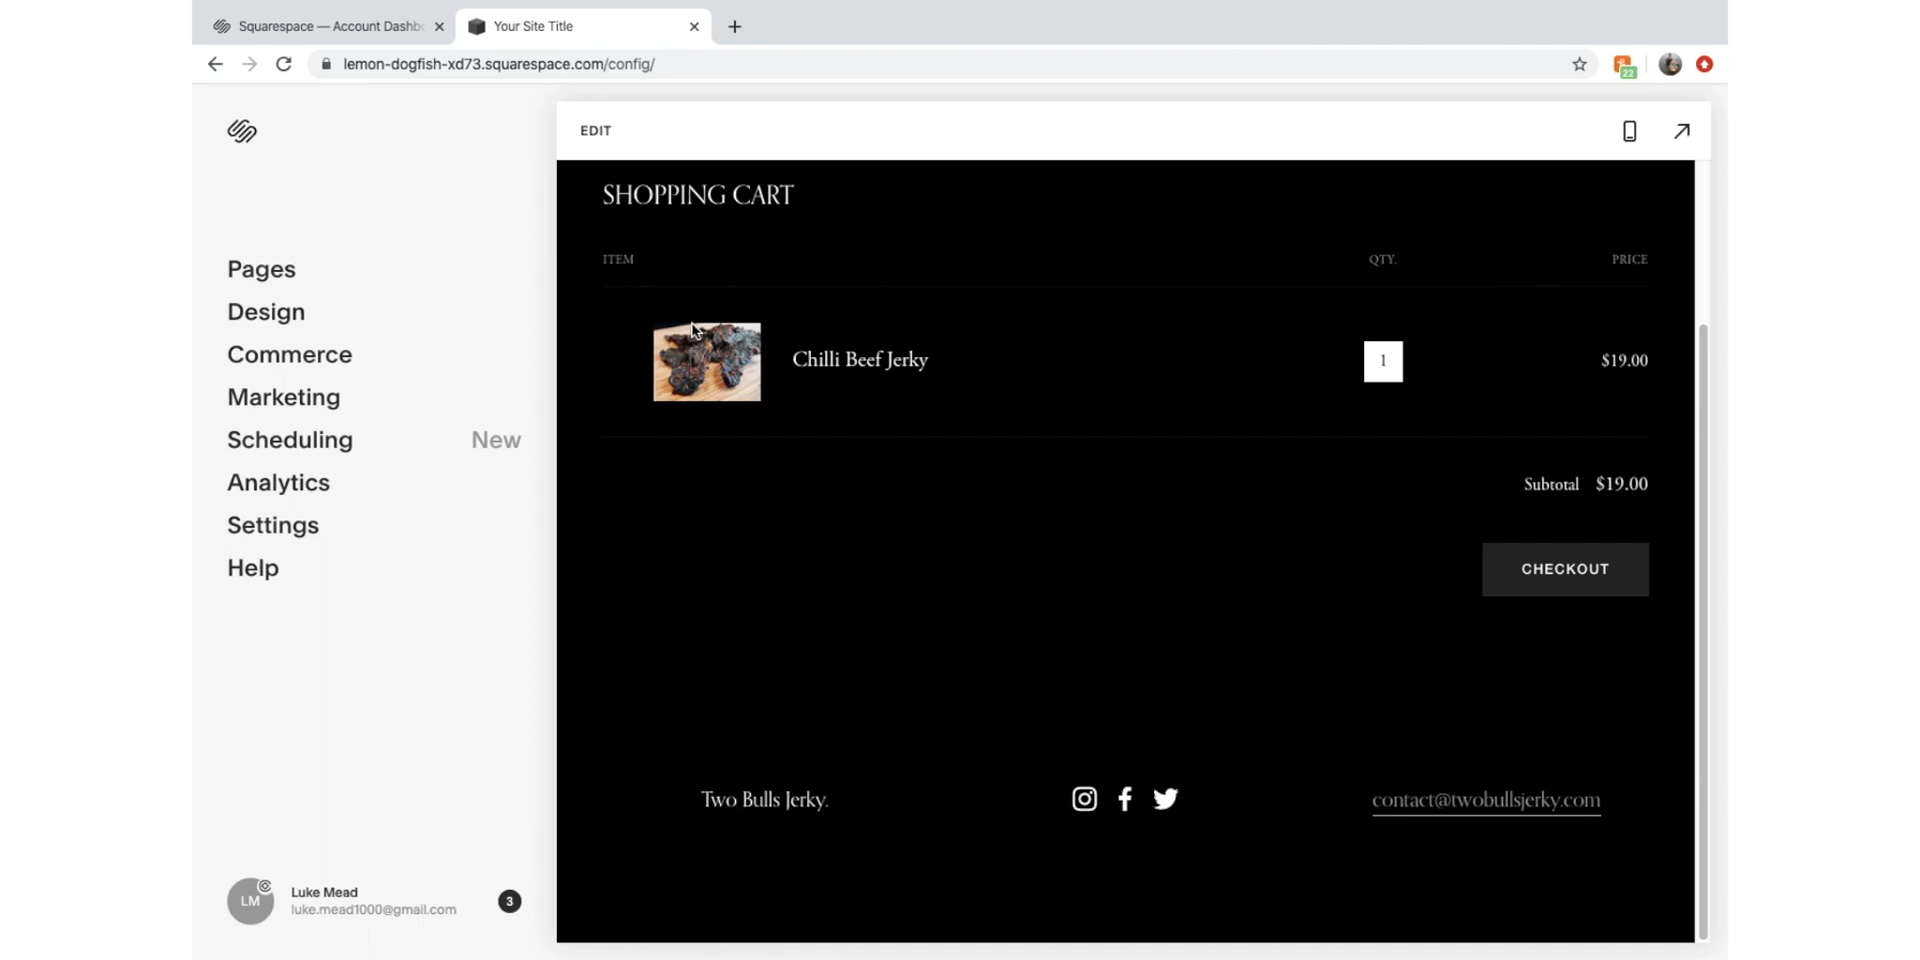 Squarespace — Account Dashb
Your Site Title
lemon-dogfish-xd73.squarespace.com/config/
22
EDIT
Pages
Design
Commerce
Marketing
Scheduling New
Analytics
Settings
Help
LM
Luke Mead
luke.mead1000@gmail.com
3
SHOPPING CART
ITEM QTY. PRICE
Chilli Beef Jerky 1 $19.00
Subtotal $19.00
CHECKOUT
Two Bulls Jerky.
contact@twobullsjerky.com